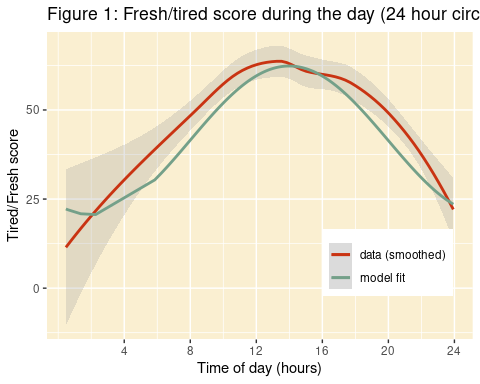 Figure 1: Fresh/tired score during the day (24 hour circ
Tired/Fresh score
50
25
0
data (smoothed)
model fit
4 8 12 16 20 24
Time of day (hours)